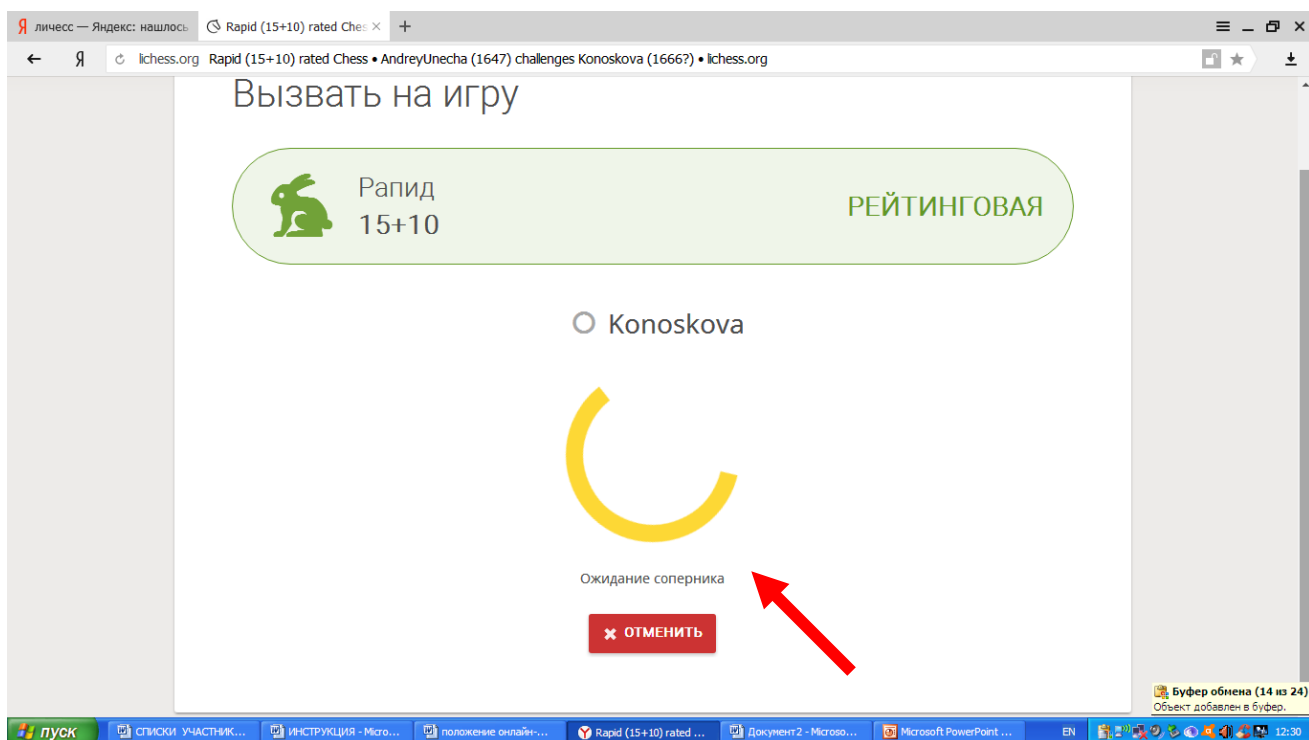 Я личесс — Яндекс: нашлось
Rapid (15+10) rated Ches
Я lichess.org Rapid (15+10) rated Chess • AndreyUnecha (1647) challenges Konoskova (1666?) • lichess.org
Вызвать на игру
Рапид
15+10
РЕЙТИНГОВАЯ
Konoskova
Ожидание соперника
ОТМЕНИТЬ
Буфер обмена (14 из 24)
Объект добавлен в буфер.
пуск
СПИСКИ УЧАСТНИК...
ИНСТРУКЦИЯ - Micro...
положение онлайн-...
Rapid (15+10) rated ...
Документ2 - Microso...
Microsoft PowerPoint ...
EN
12:30